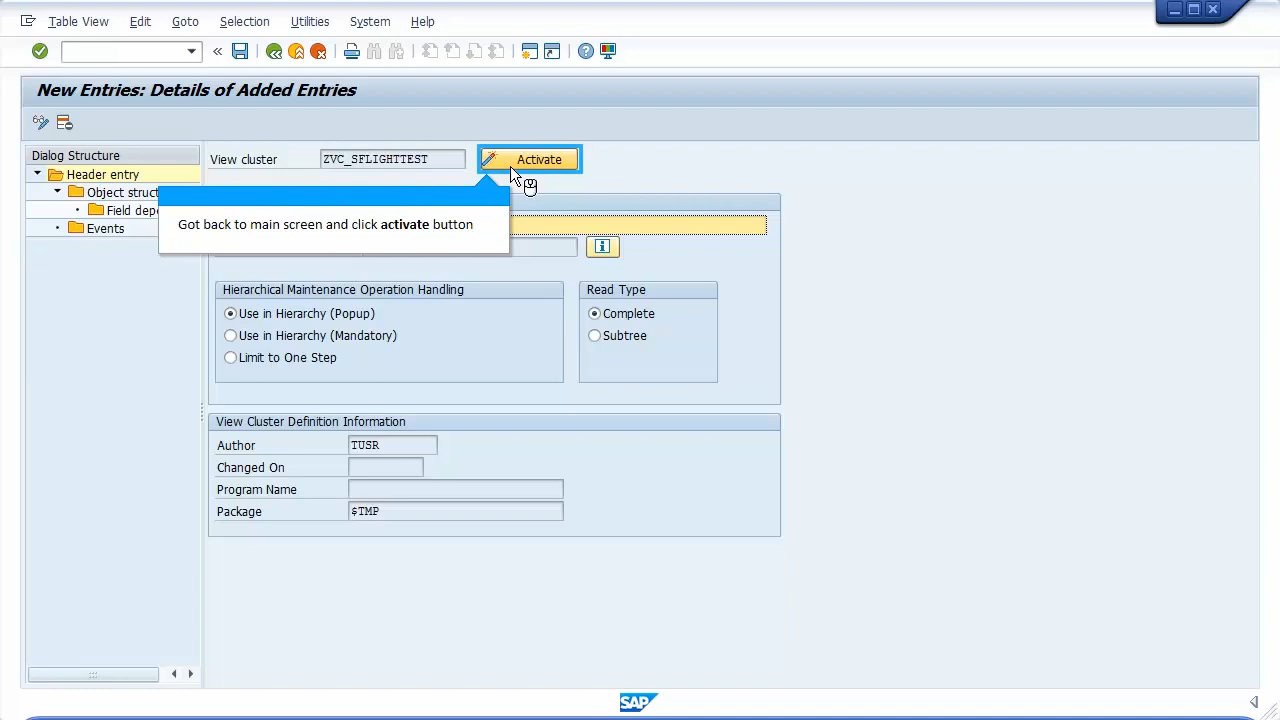 Table View Edit Goto Selection Utilities System Help
New Entries: Details of Added Entries
Dialog Structure
Header entry
Object struct
Field depe
Events
View cluster ZVC_SFLIGHTTEST Activate
Got back to main screen and click activate button
Hierarchical Maintenance Operation Handling
Use in Hierarchy (Popup)
Use in Hierarchy (Mandatory)
Limit to One Step
Read Type
Complete
Subtree
View Cluster Definition Information
Author TUSR
Changed On
Program Name
Package $TMP
SAP